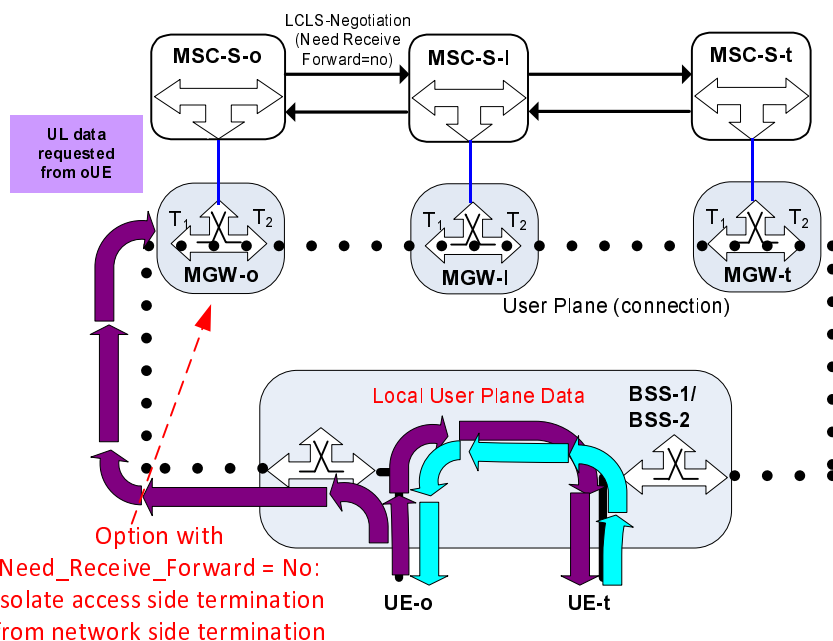 LCLS-Negotiation
(Need Receive
Forward=no)
MSC-S-o
MSC-S-I
MSC-S-t
UL data
requested
from oUE
T1
T2
T1
T2
T1
T2
MGW-o
MGW-I
MGW-t
User Plane (connection)
Local User Plane Data
BSS-1/
BSS-2
Option with
Need_Receive_Forward = No:
solate access side termination
rom network side termination
UE-o
UE-t